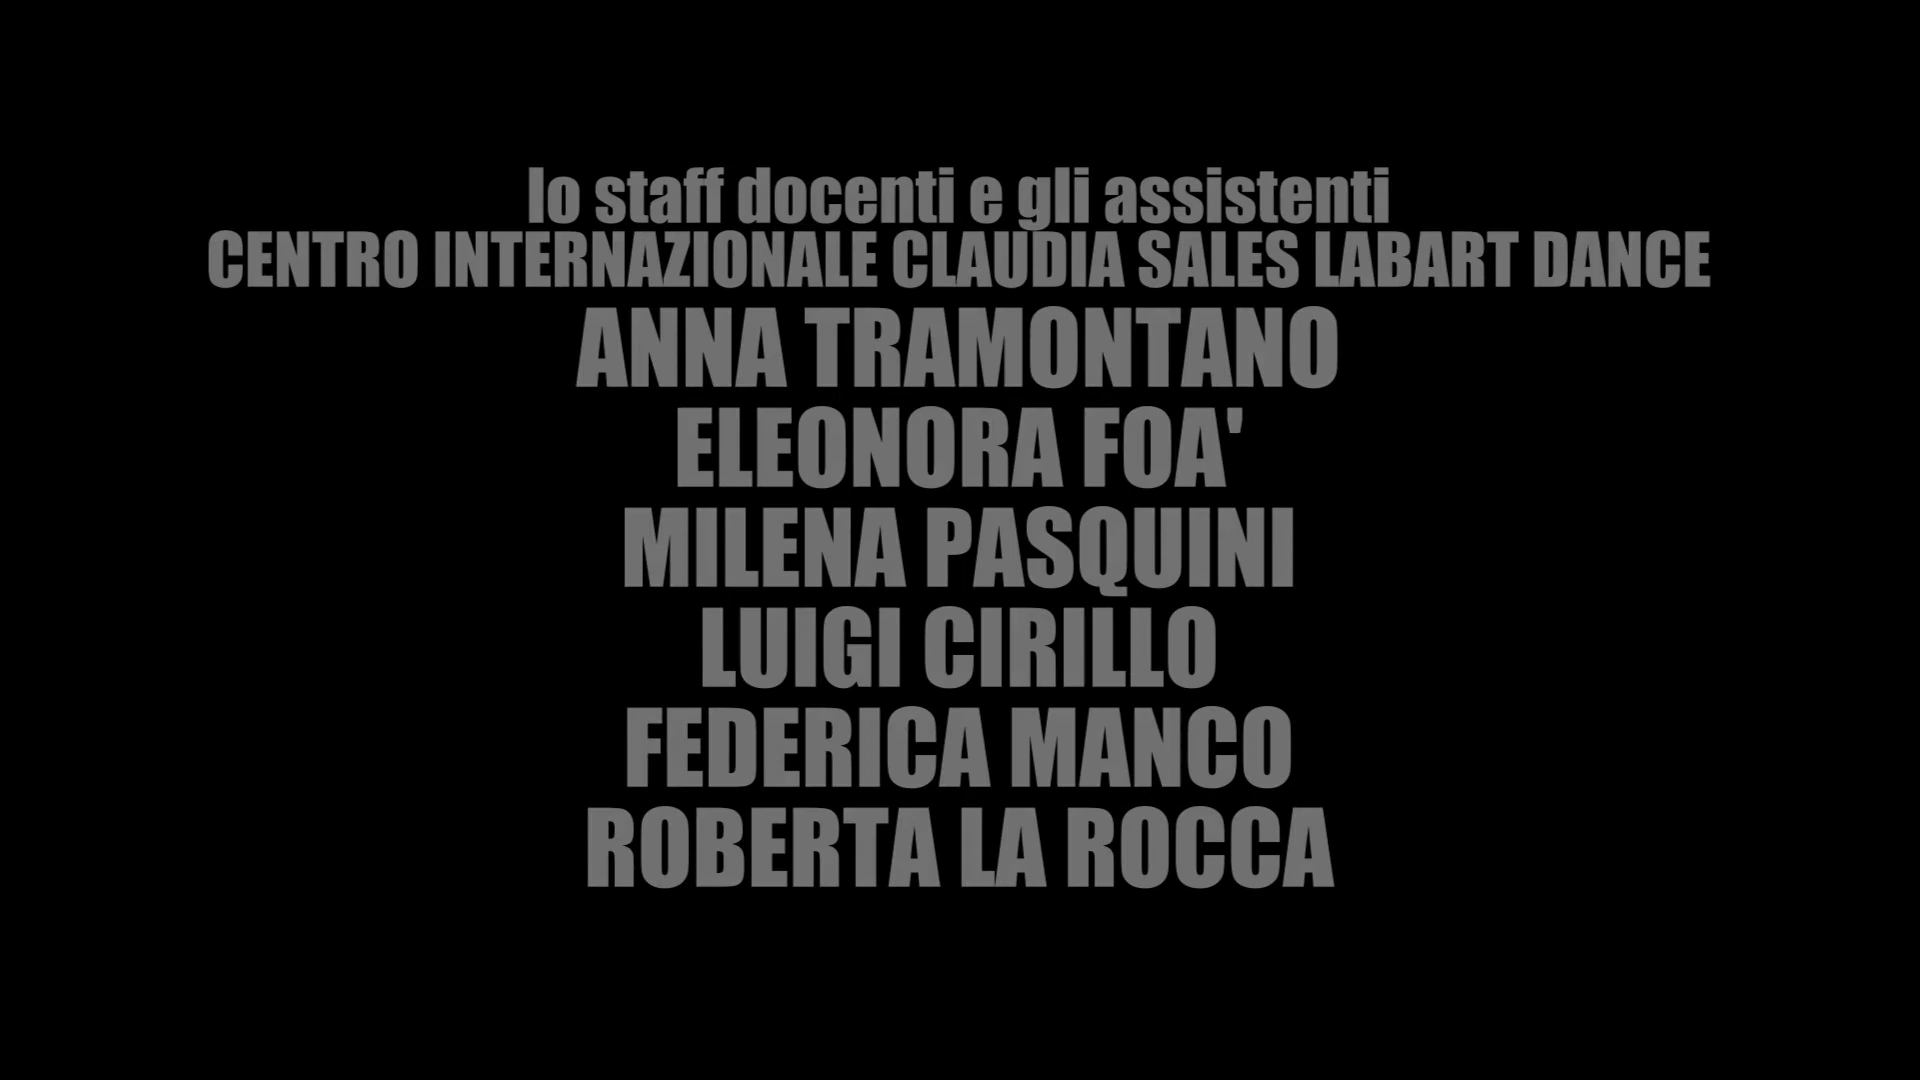 lo staff docenti e gli assistenti
CENTRO INTERNAZIONALE CLAUDIA SALES LABART DANCE
ANNA TRAMONTANO
ELEONORA FOA'
MILENA PASQUINI
LUIGI CIRILLO
FEDERICA MANCO
ROBERTA LA ROCCA